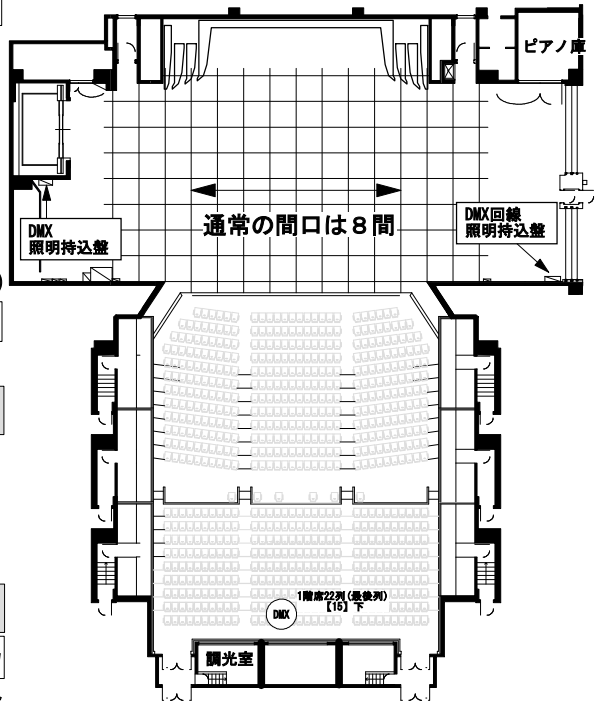 ピアノ庫
通常の間口は８間
DMX
照明持込盤
DMX回線
照明持込盤
1階席22列(最後列)
【15】下
DMX
調光室